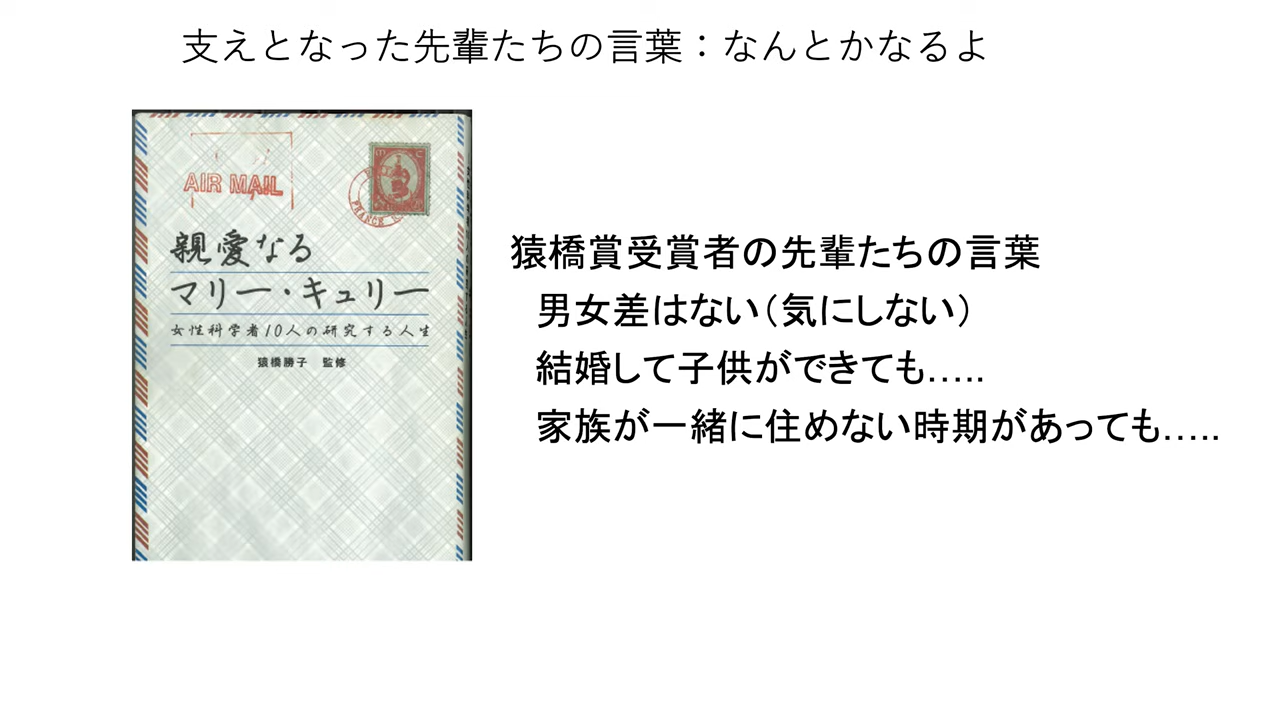 支えとなった先輩たちの言葉：なんとかなるよ
AIR MAIL
親愛なる
マリー・キュリー
女性科学者10人の研究する人生
猿橋勝子　監修
猿橋賞受賞者の先輩たちの言葉
男女差はない（気にしない）
結婚して子供ができても…..
家族が一緒に住めない時期があっても…..